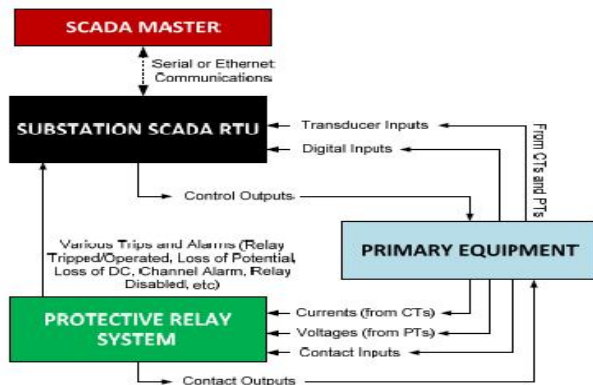 SCADA MASTER
Serial or Ethernet
Communications
SUBSTATION SCADA RTU
Transducer Inputs
Digital Inputs
From CTs and PTs
Control Outputs
PRIMARY EQUIPMENT
Various Trips and Alarms (Relay
Tripped/Operated, Loss of Potential,
Loss of DC, Channel Alarm, Relay
Disabled, etc)
PROTECTIVE RELAY
SYSTEM
Currents (from CTs)
Voltages (from PTs)
Contact Inputs
Contact Outputs